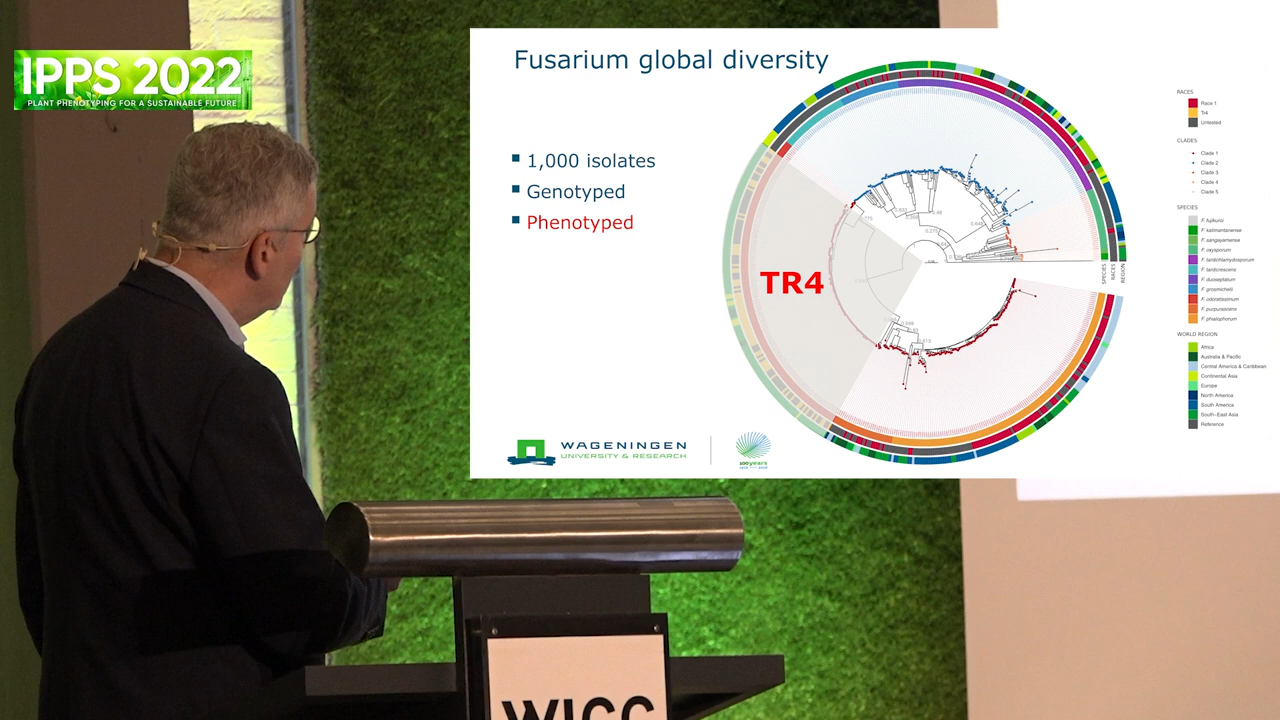 IPPS 2022
PLANT PHENOTYPING FOR A SUSTAINABLE FUTURE
Fusarium global diversity
1,000 isolates
Genotyped
Phenotyped
TR4
SPECIES
RACES
REGION
RACES
Race 1
Tr4
Untested
CLADES
Clade 1
Clade 2
Clade 3
Clade 4
Clade 5
SPECIES
F. fujikuroi
F. kalimantanense
F. sangayamense
F. oxysporum
F. tardichlamydosporum
F. tardicrescens
F. duoseptatum
F. grosmichelii
F. odoratissimum
F. purpurascens
F. phialophorum
WORLD REGION
Africa
Australia & Pacific
Central America & Caribbean
Continental Asia
Europe
North America
South America
South-East Asia
Reference
WAGENINGEN
UNIVERSITY & RESEARCH
100years
WICC